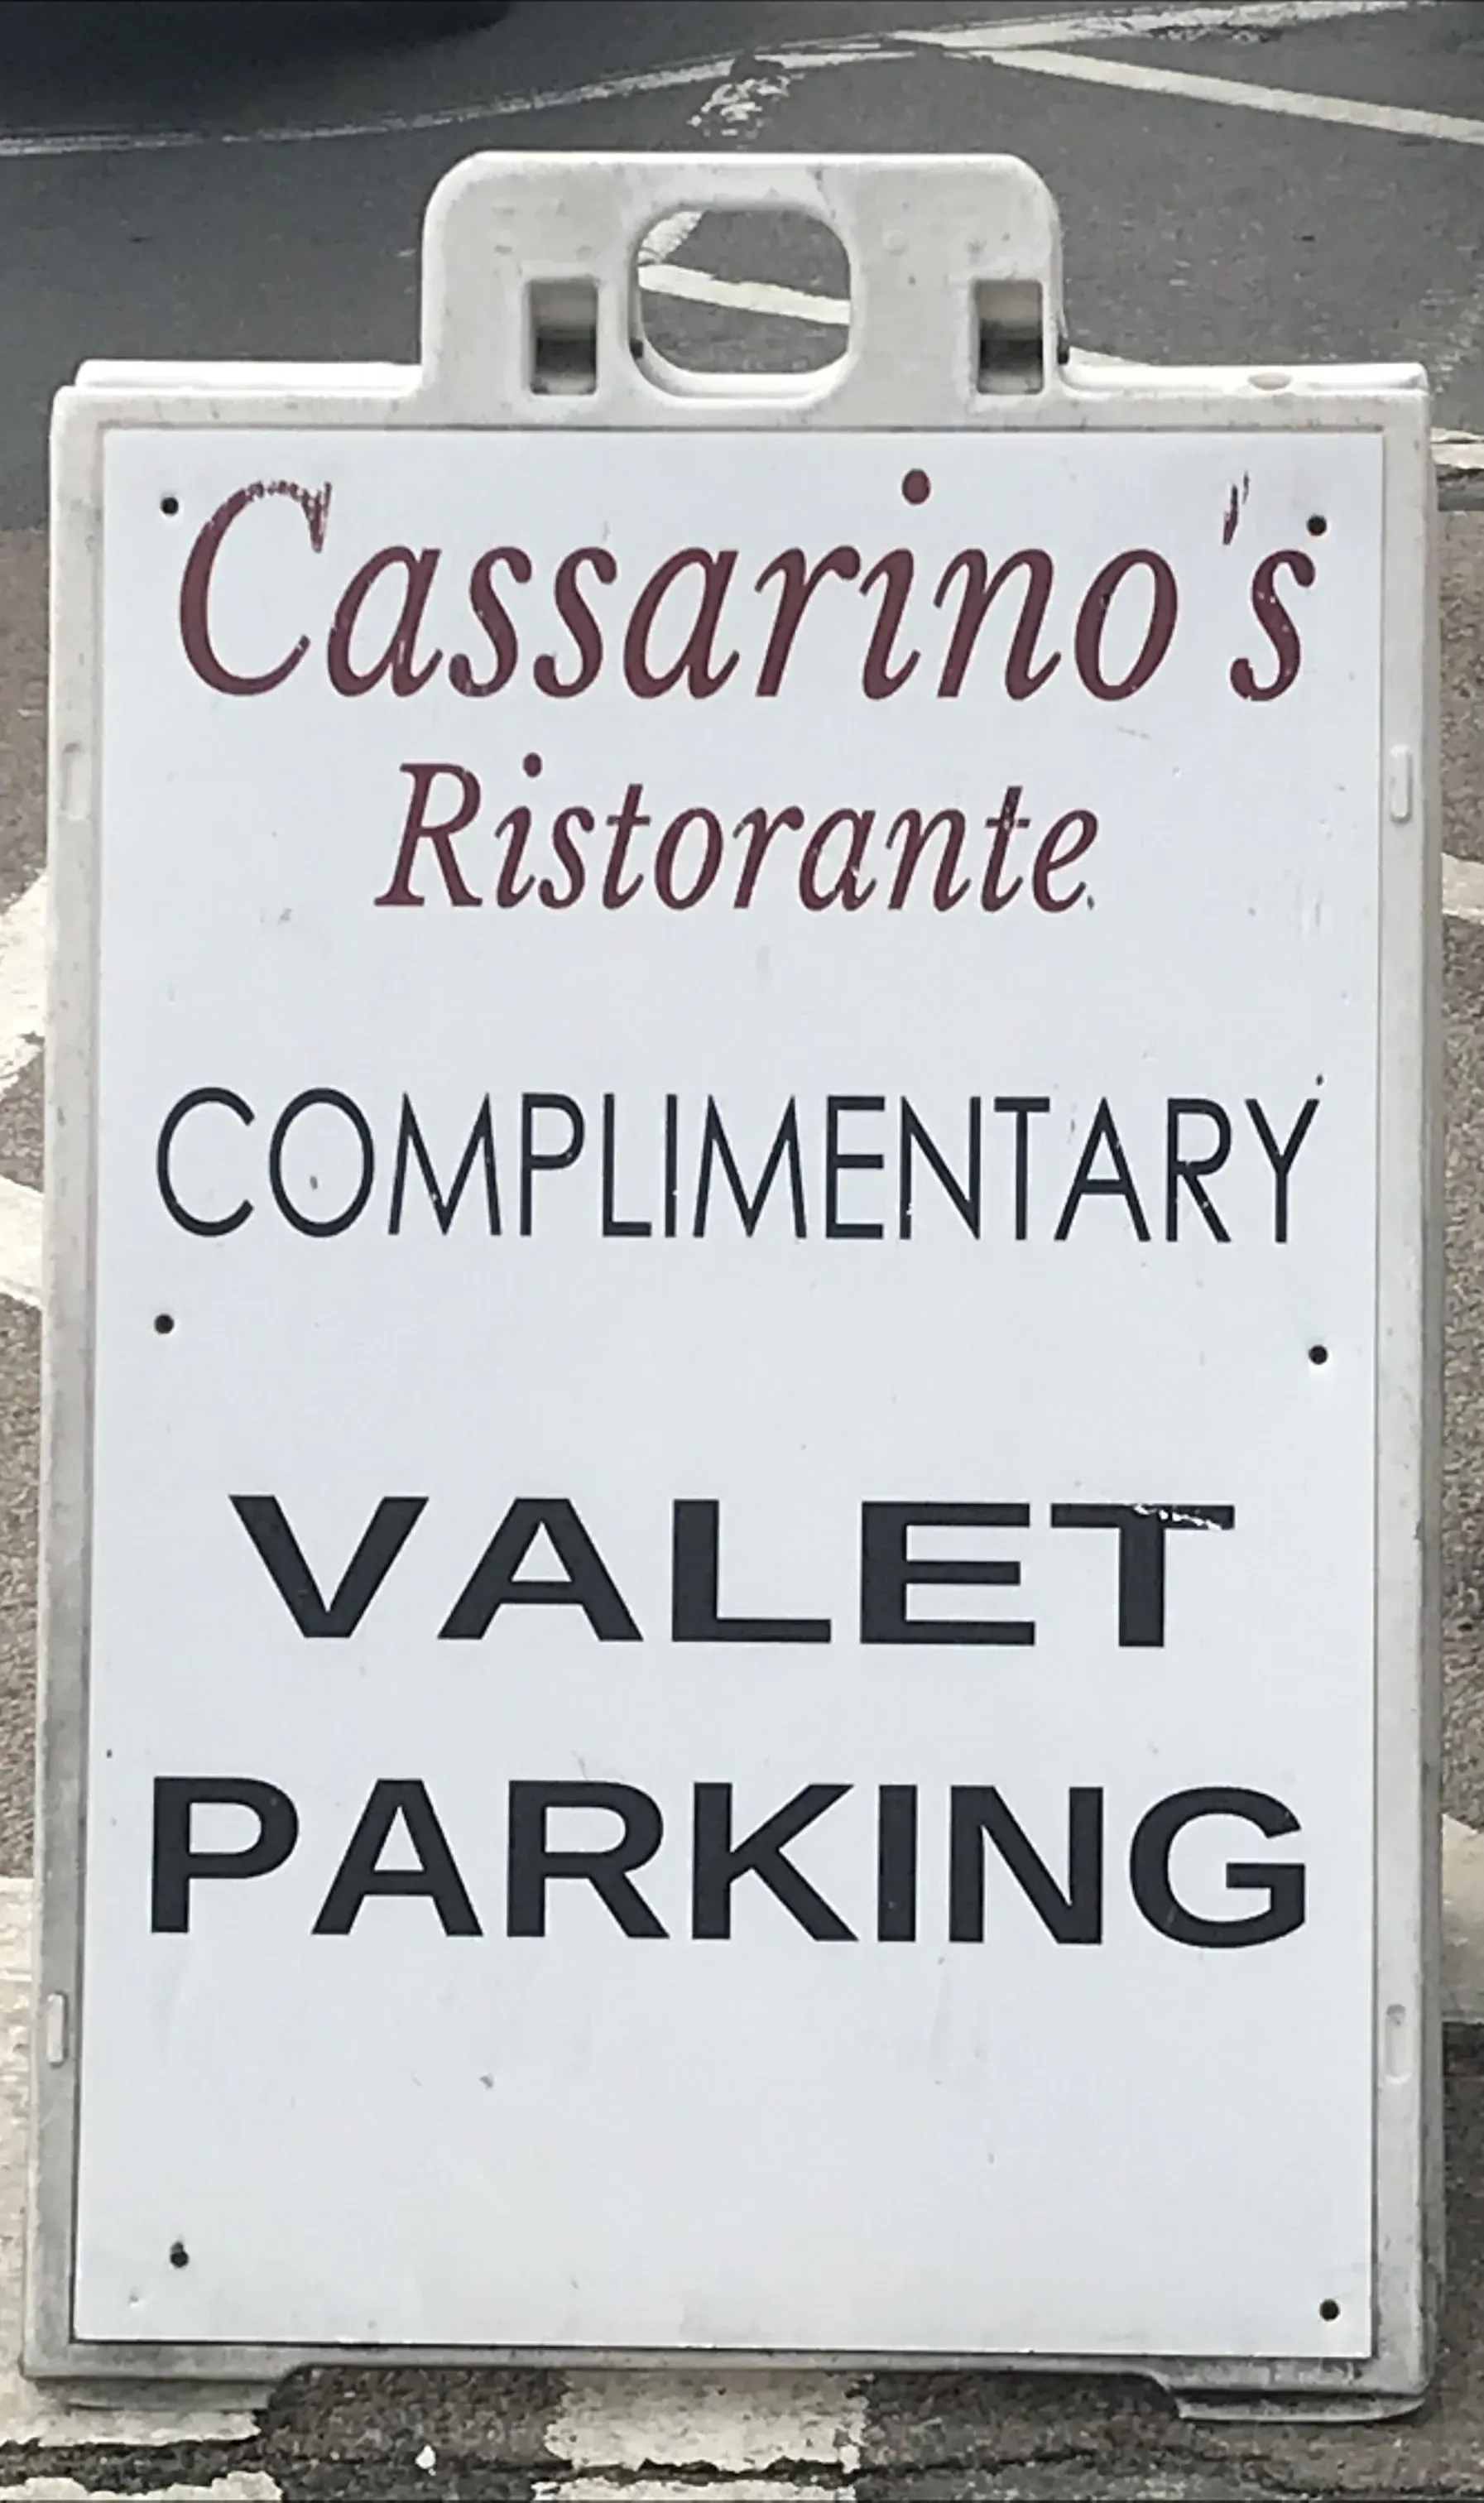 Cassarino's
Ristorante
COMPLIMENTARY
VALET
PARKING